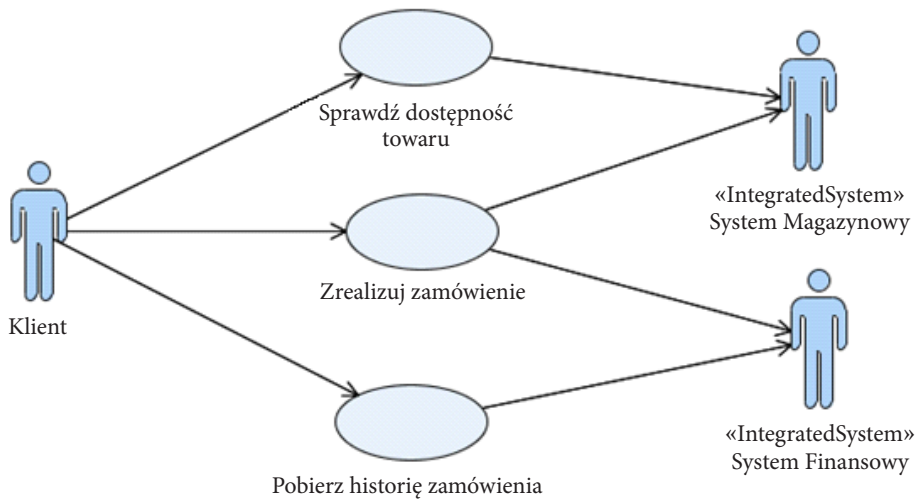 Sprawdź dostępność
towaru
«IntegratedSystem»
System Magazynowy
Zrealizuj zamówienie
Klient
«IntegratedSystem»
System Finansowy
Pobierz historię zamówienia